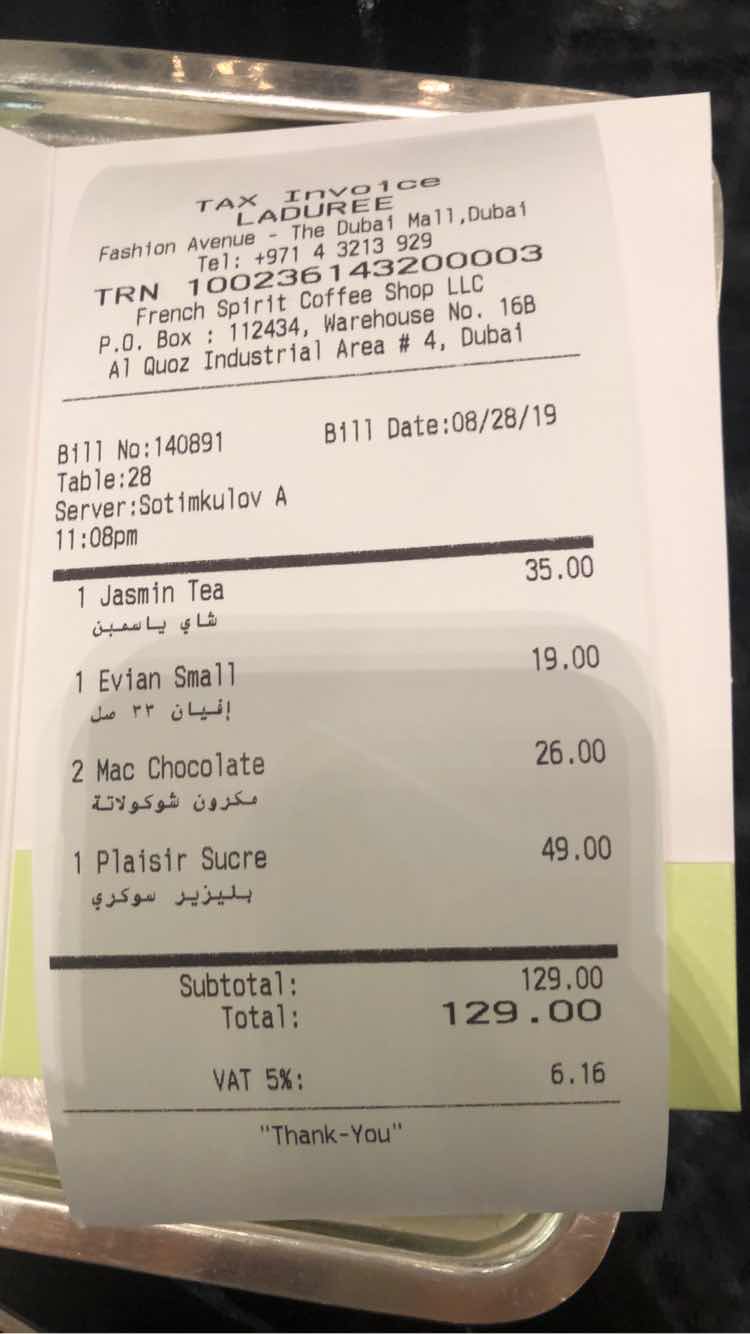 TAX Invoice
LADUREE
Fashion Avenue - The Dubai Mall,Dubai
Tel: +971 4 3213 929
TRN 100236143200003
French Spirit Coffee Shop LLC
P.O. Box : 112434, Warehouse No. 16B
Al Quoz Industrial Area # 4, Dubai
Bill No:140891 Bill Date:08/28/19
Table:28
Server:Sotimkulov A
11:08pm
1 Jasmin Tea 35.00
شاي ياسمين
1 Evian Small 19.00
إفيان ٣٣ صل
2 Mac Chocolate 26.00
مكرون شوكولاتة
1 Plaisir Sucre 49.00
بليزير سوكري
Subtotal: 129.00
Total: 129.00
VAT 5%: 6.16
"Thank-You"